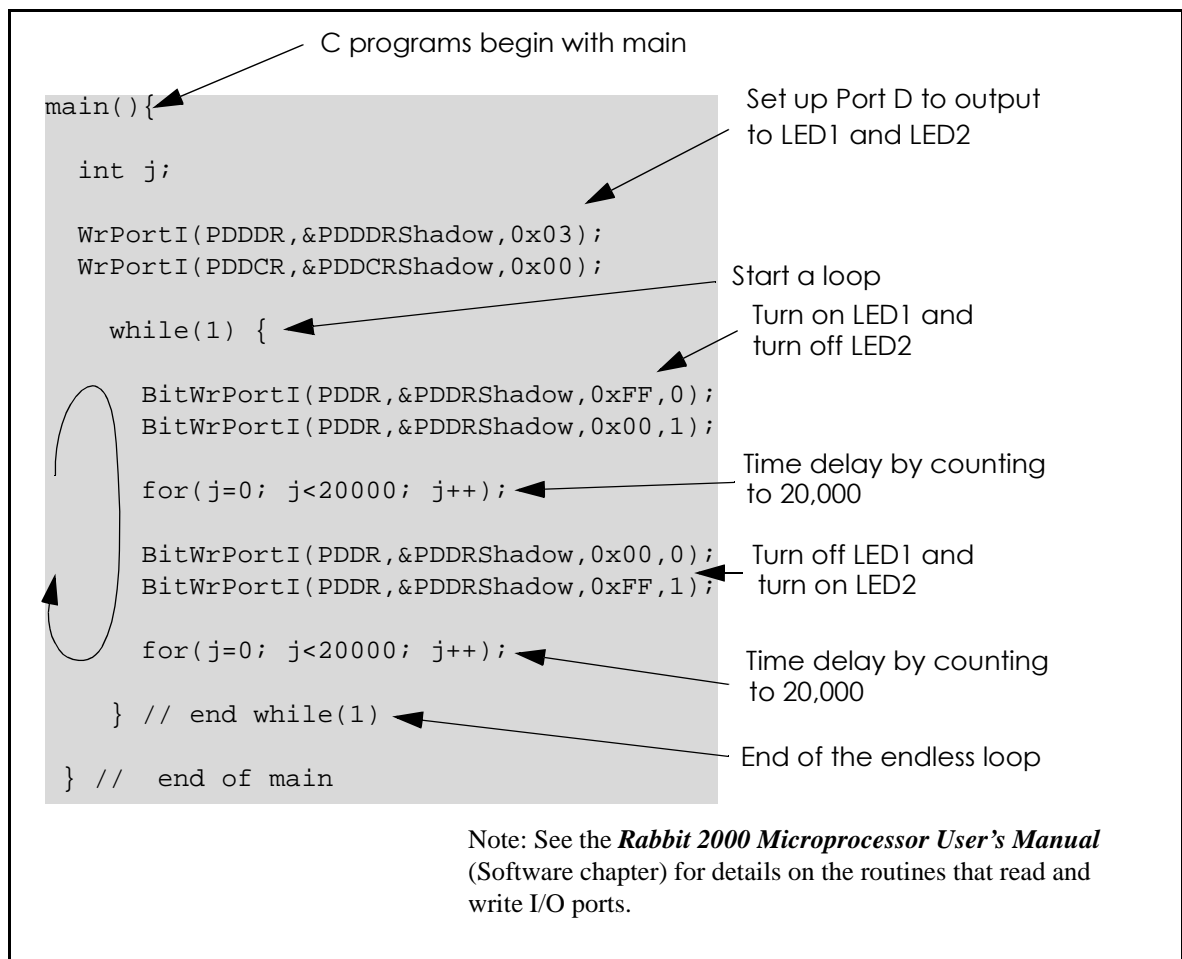 C programs begin with main
main(){
Set up Port D to output
to LED1 and LED2
int j;
WrPortI(PDDDR,&PDDDRShadow,0x03);
WrPortI(PDDCR,&PDDCRShadow,0x00);
Start a loop
while(1) {
Turn on LED1 and
turn off LED2
BitWrPortI(PDDR,&PDDRShadow,0xFF,0);
BitWrPortI(PDDR,&PDDRShadow,0x00,1);
Time delay by counting
to 20,000
for(j=0; j<20000; j++);
BitWrPortI(PDDR,&PDDRShadow,0x00,0);
BitWrPortI(PDDR,&PDDRShadow,0xFF,1);
Turn off LED1 and
turn on LED2
for(j=0; j<20000; j++);
Time delay by counting
to 20,000
} // end while(1)
End of the endless loop
} //  end of main
Note: See the Rabbit 2000 Microprocessor User's Manual
(Software chapter) for details on the routines that read and
write I/O ports.